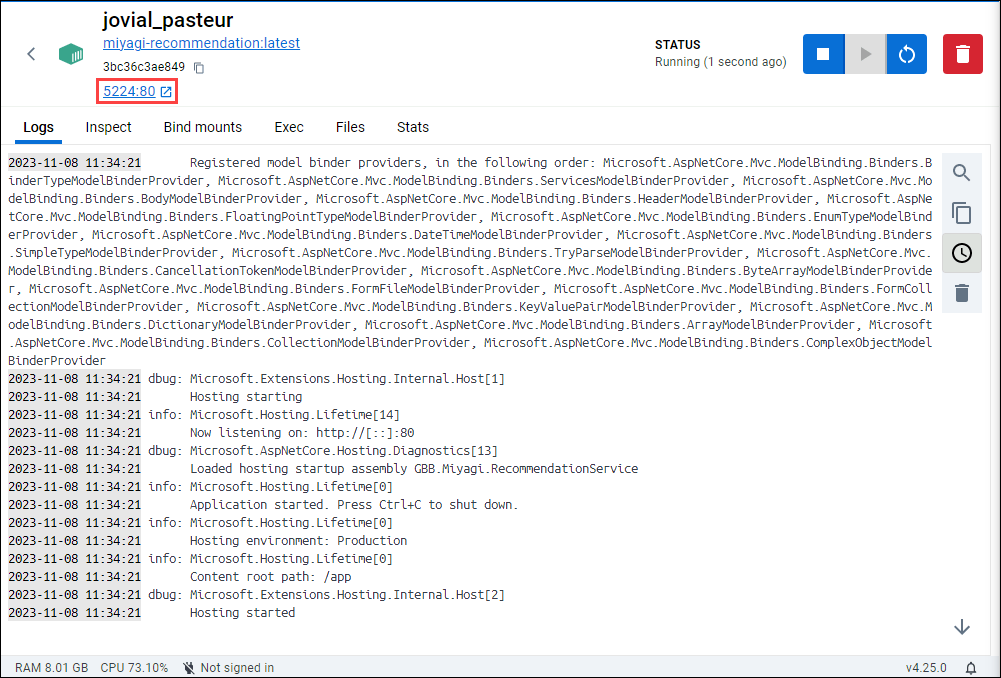 jovial_pasteur
miyagi-recommendation:latest
3bc36c3ae849
5224:80
STATUS
Running (1 second ago)
Logs Inspect Bind mounts Exec Files Stats
2023-11-08 11:34:21 Registered model binder providers, in the following order: Microsoft.AspNetCore.Mvc.ModelBinding.Binders.B
inderTypeModelBinderProvider, Microsoft.AspNetCore.Mvc.ModelBinding.Binders.ServicesModelBinderProvider, Microsoft.AspNetCore.Mvc.Mo
delBinding.Binders.BodyModelBinderProvider, Microsoft.AspNetCore.Mvc.ModelBinding.Binders.HeaderModelBinderProvider, Microsoft.AspNe
tCore.Mvc.ModelBinding.Binders.FloatingPointTypeModelBinderProvider, Microsoft.AspNetCore.Mvc.ModelBinding.Binders.EnumTypeModelBind
erProvider, Microsoft.AspNetCore.Mvc.ModelBinding.Binders.DateTimeModelBinderProvider, Microsoft.AspNetCore.Mvc.ModelBinding.Binders
.SimpleTypeModelBinderProvider, Microsoft.AspNetCore.Mvc.ModelBinding.Binders.TryParseModelBinderProvider, Microsoft.AspNetCore.Mvc.
ModelBinding.Binders.CancellationTokenModelBinderProvider, Microsoft.AspNetCore.Mvc.ModelBinding.Binders.ByteArrayModelBinderProvide
r, Microsoft.AspNetCore.Mvc.ModelBinding.Binders.FormFileModelBinderProvider, Microsoft.AspNetCore.Mvc.ModelBinding.Binders.FormColl
ectionModelBinderProvider, Microsoft.AspNetCore.Mvc.ModelBinding.Binders.KeyValuePairModelBinderProvider, Microsoft.AspNetCore.Mvc.M
odelBinding.Binders.DictionaryModelBinderProvider, Microsoft.AspNetCore.Mvc.ModelBinding.Binders.ArrayModelBinderProvider, Microsoft
.AspNetCore.Mvc.ModelBinding.Binders.CollectionModelBinderProvider, Microsoft.AspNetCore.Mvc.ModelBinding.Binders.ComplexObjectModel
BinderProvider
2023-11-08 11:34:21 dbug: Microsoft.Extensions.Hosting.Internal.Host[1]
2023-11-08 11:34:21 Hosting starting
2023-11-08 11:34:21 info: Microsoft.Hosting.Lifetime[14]
2023-11-08 11:34:21 Now listening on: http://[::]:80
2023-11-08 11:34:21 dbug: Microsoft.AspNetCore.Hosting.Diagnostics[13]
2023-11-08 11:34:21 Loaded hosting startup assembly GBB.Miyagi.RecommendationService
2023-11-08 11:34:21 info: Microsoft.Hosting.Lifetime[0]
2023-11-08 11:34:21 Application started. Press Ctrl+C to shut down.
2023-11-08 11:34:21 info: Microsoft.Hosting.Lifetime[0]
2023-11-08 11:34:21 Hosting environment: Production
2023-11-08 11:34:21 info: Microsoft.Hosting.Lifetime[0]
2023-11-08 11:34:21 Content root path: /app
2023-11-08 11:34:21 dbug: Microsoft.Extensions.Hosting.Internal.Host[2]
2023-11-08 11:34:21 Hosting started
RAM 8.01 GB CPU 73.10% Not signed in v4.25.0